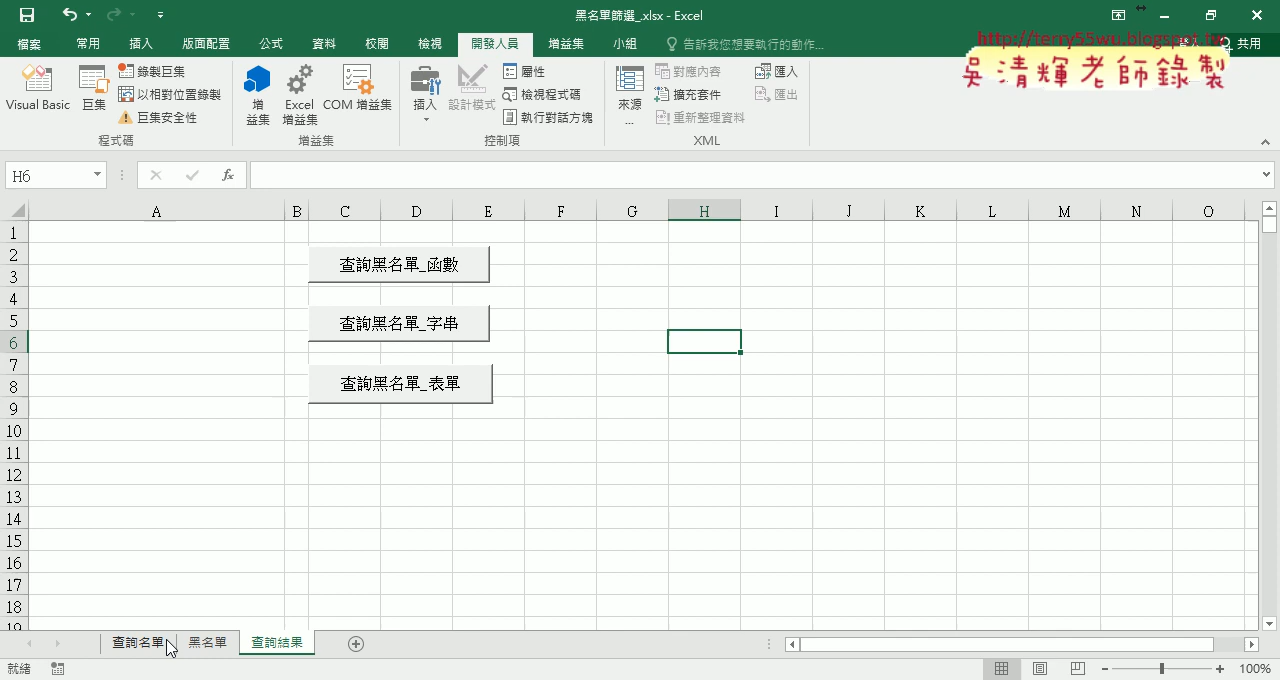 黑名單篩選_.xlsx - Excel
檔案 常用 插入 版面配置 公式 資料 校閱 檢視 開發人員 增益集 小組 告訴我您想要執行的動作... 共用
http://terry55wu.blogspot.tw
吳清輝老師錄製
Visual Basic 巨集 錄製巨集 以相對位置錄製 巨集安全性
增益集 Excel 增益集 COM 增益集
插入 設計模式 屬性 檢視程式碼 執行對話方塊
來源... 對應內容 擴充套件 重新整理資料 匯入 匯出
程式碼 增益集 控制項 XML
H6 fx
A B C D E F G H I J K L M N O
1
2
3
4
5
6
7
8
9
10
11
12
13
14
15
16
17
18
19
查詢黑名單_函數
查詢黑名單_字串
查詢黑名單_表單
查詢名單 黑名單 查詢結果
就緒 100%